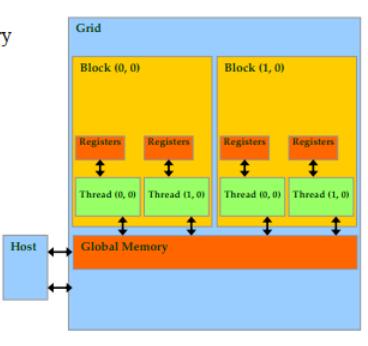 ry
Grid
Block (0, 0)
Block (1, 0)
Registers
Registers
Registers
Registers
Thread (0, 0)
Thread (1, 0)
Thread (0, 0)
Thread (1, 0)
Host
Global Memory